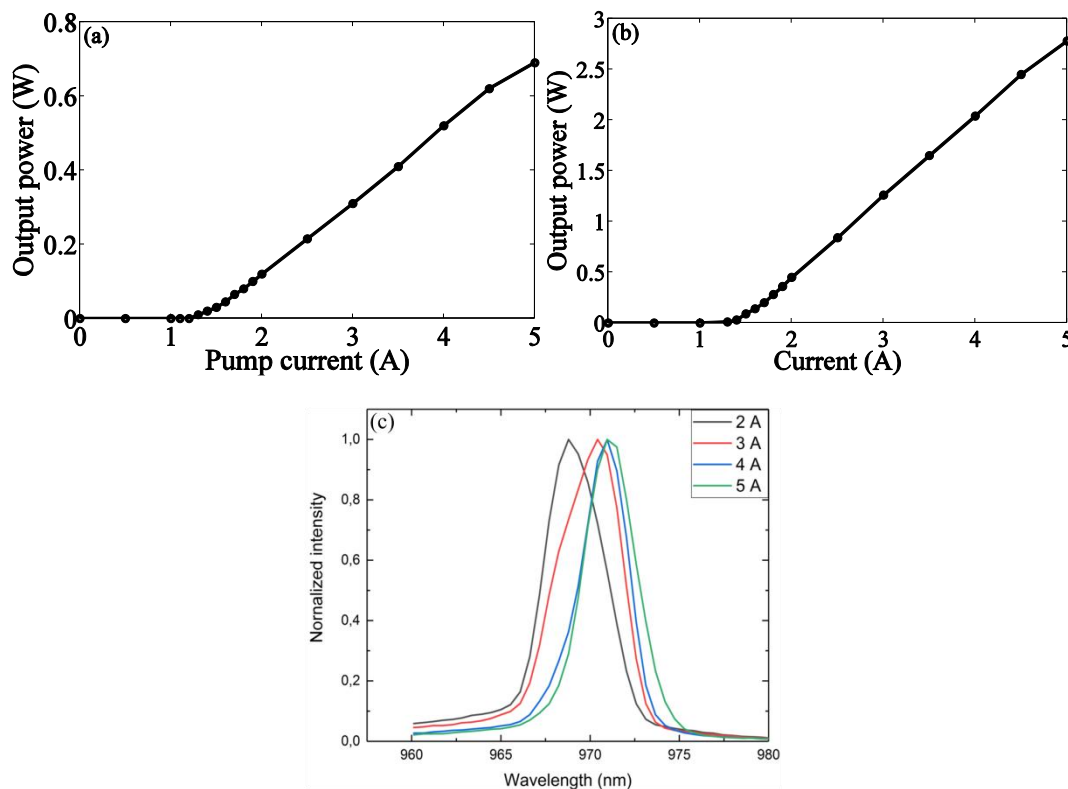 (a)
0.8
0.6
0.4
0.2
0
Output power (W)
0 1 2 3 4 5
Pump current (A)
(b)
3
2.5
2
1.5
1
0.5
0
Output power (W)
0 1 2 3 4 5
Current (A)
(c)
2 A
3 A
4 A
5 A
1,0
0,8
0,6
0,4
0,2
0,0
Nornalized intensity
960 965 970 975 980
Wavelength (nm)